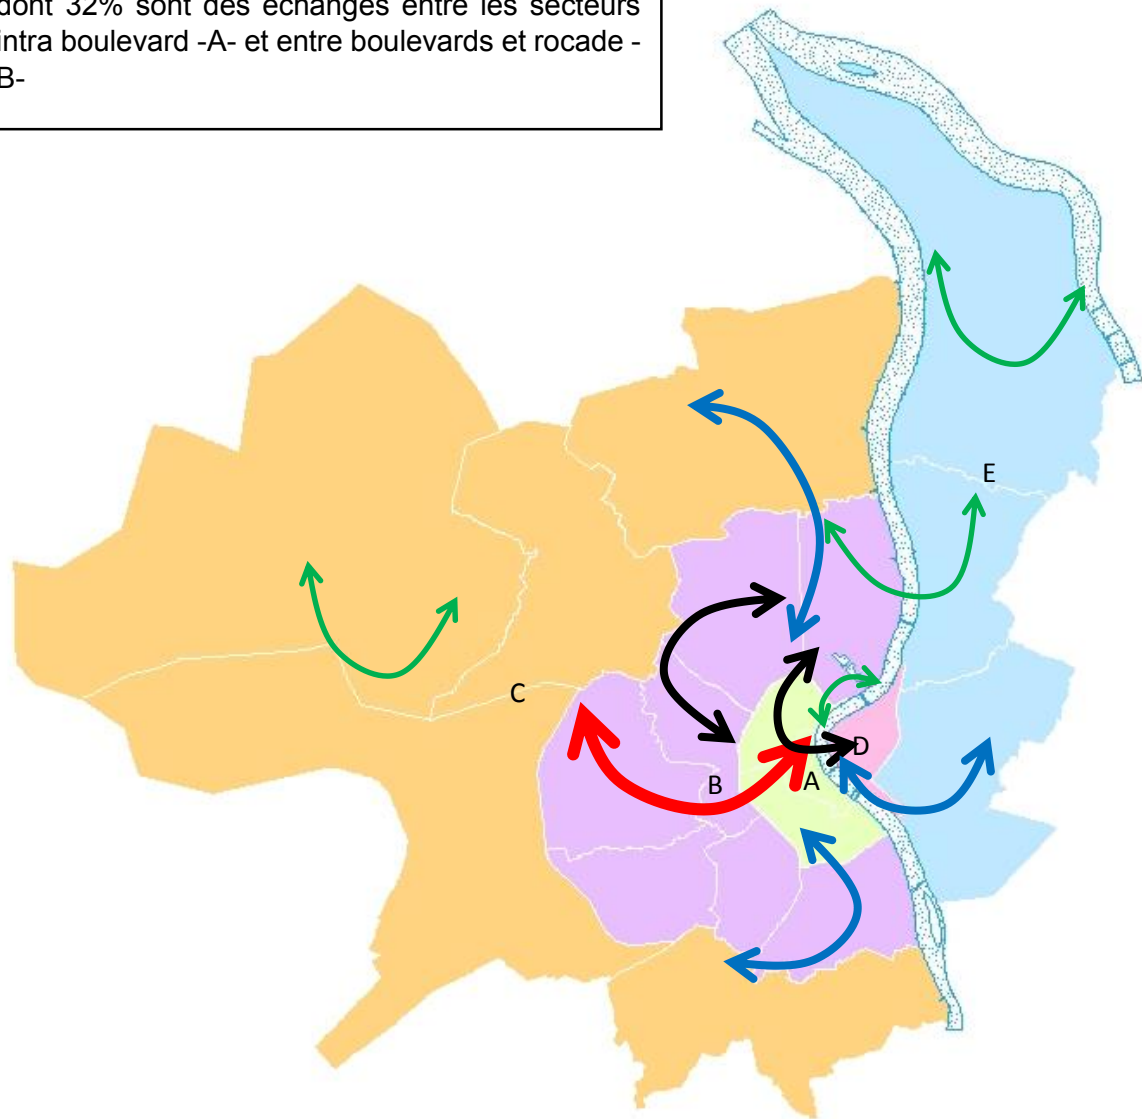 dont 32% sont des échanges entre les secteurs
intra boulevard -A- et entre boulevards et rocade -
B-
E
C
D
B
A